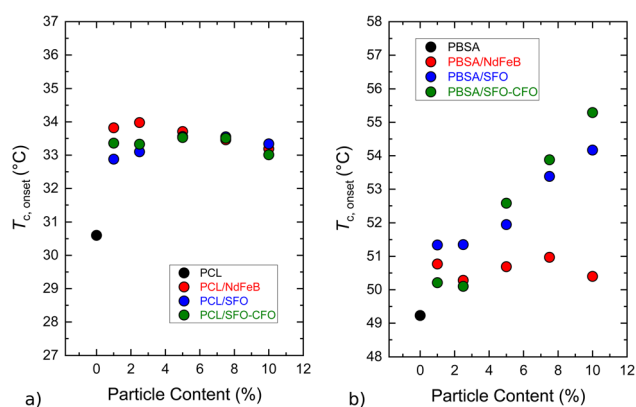 37
36
35
34
33
32
31
30
29
28
27
Tc, onset (°C)
PCL
PCL/NdFeB
PCL/SFO
PCL/SFO-CFO
0 2 4 6 8 10 12
Particle Content (%)
a)
58
57
56
55
54
53
52
51
50
49
48
Tc, onset (°C)
PBSA
PBSA/NdFeB
PBSA/SFO
PBSA/SFO-CFO
0 2 4 6 8 10 12
Particle Content (%)
b)